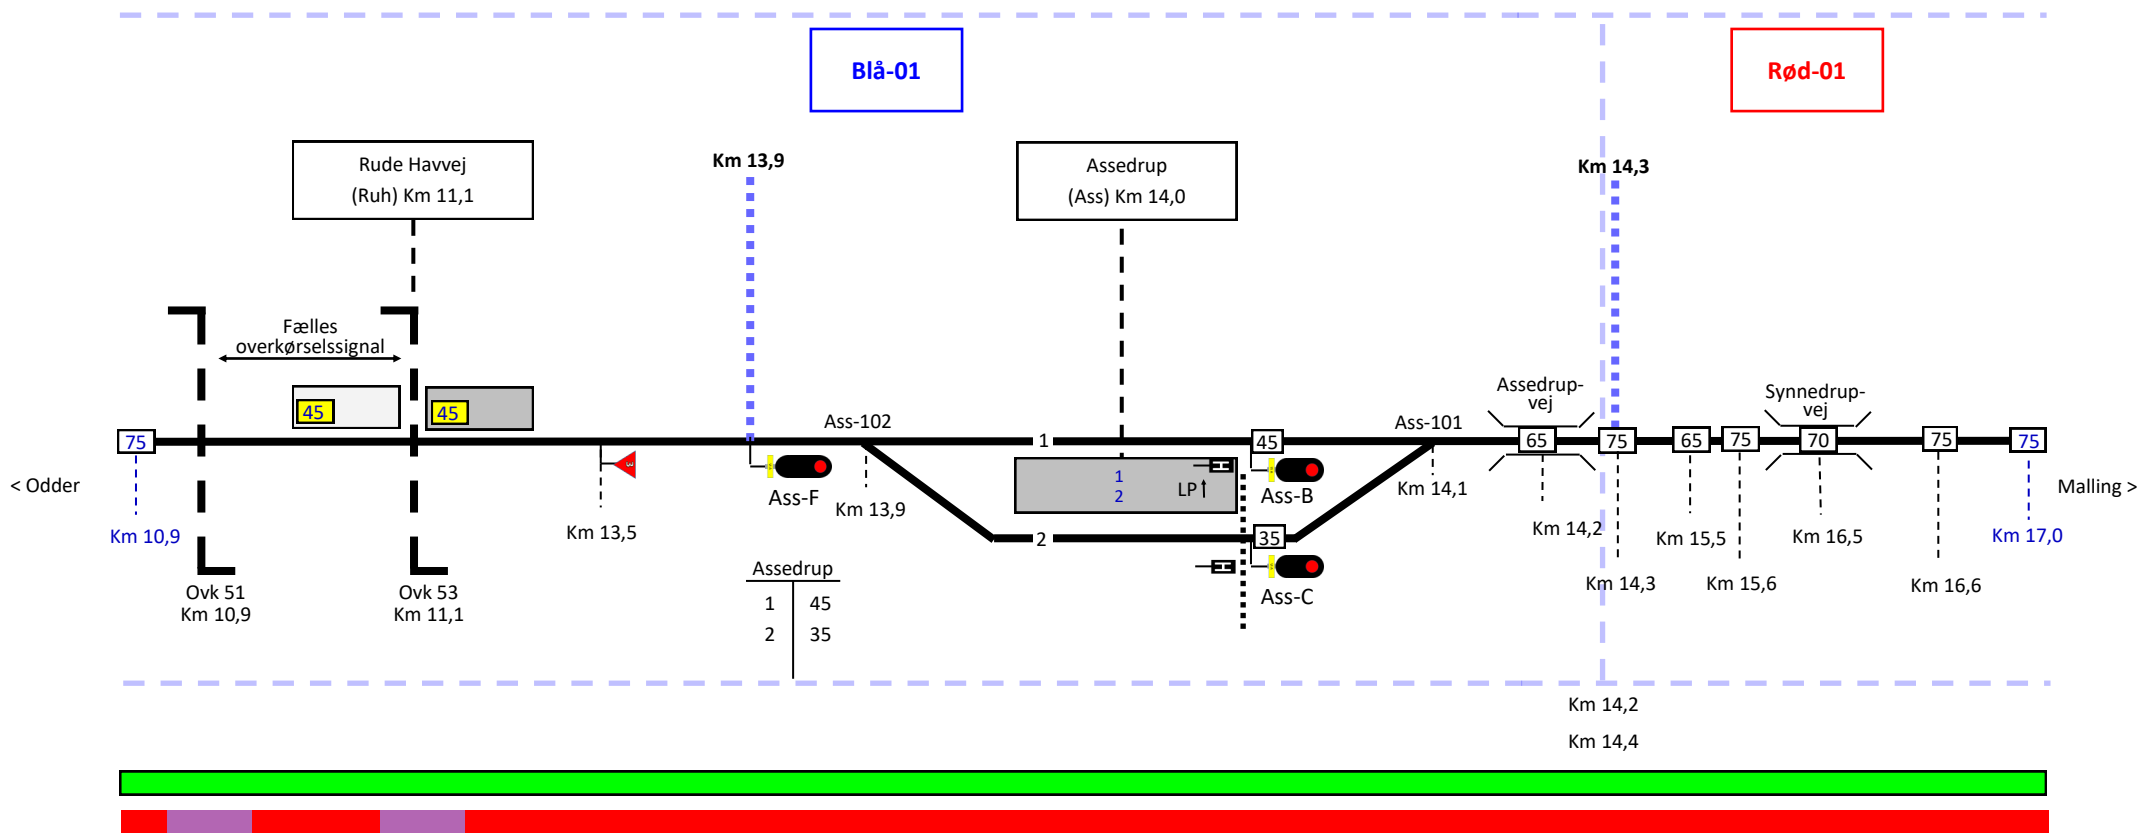 Blå-01
Rød-01
Rude Havvej
(Ruh) Km 11,1
Km 13,9
Assedrup
(Ass) Km 14,0
Km 14,3
Fælles
overkørselssignal
45
45
Ass-102
Ass-101
Assedrup-
vej
Synnedrup-
vej
75
1
45
65
75
65
75
70
75
75
< Odder
3
Ass-F
1
2
LP
Ass-B
Malling >
Km 10,9
Km 13,5
Km 13,9
Km 14,1
Km 14,2
Km 15,5
Km 16,5
Km 17,0
2
35
Ovk 51
Km 10,9
Ovk 53
Km 11,1
Assedrup
1 45
2 35
Ass-C
Km 14,3
Km 15,6
Km 16,6
Km 14,2
Km 14,4